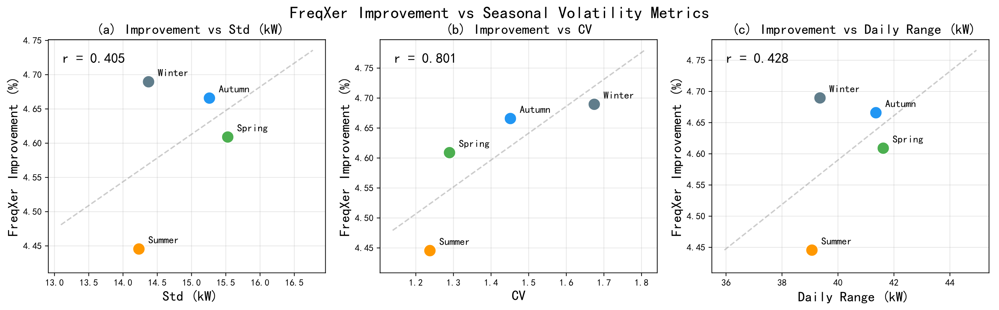 FreqXer Improvement vs Seasonal Volatility Metrics
(a) Improvement vs Std (kW)
4.75
4.70
4.65
4.60
4.55
4.50
4.45
FreqXer Improvement (%)
r = 0.405
Winter
Autumn
Spring
Summer
13.0 13.5 14.0 14.5 15.0 15.5 16.0 16.5
Std (kW)
(b) Improvement vs CV
4.75
4.70
4.65
4.60
4.55
4.50
4.45
FreqXer Improvement (%)
r = 0.801
Winter
Autumn
Spring
Summer
1.2 1.3 1.4 1.5 1.6 1.7 1.8
CV
(c) Improvement vs Daily Range (kW)
4.75
4.70
4.65
4.60
4.55
4.50
4.45
FreqXer Improvement (%)
r = 0.428
Winter
Autumn
Spring
Summer
36 38 40 42 44
Daily Range (kW)